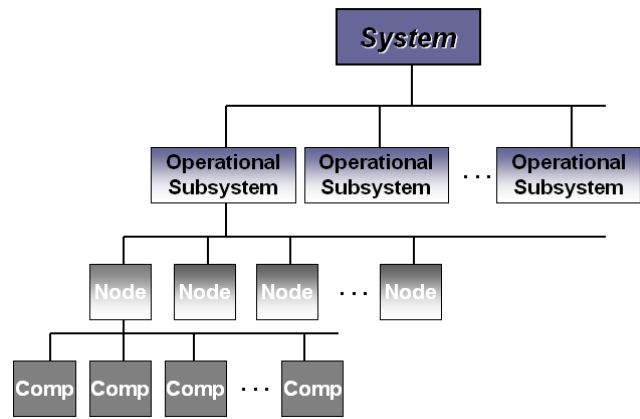 System
Operational Operational Operational
Subsystem Subsystem ... Subsystem
Node Node Node ... Node
Comp Comp Comp ... Comp